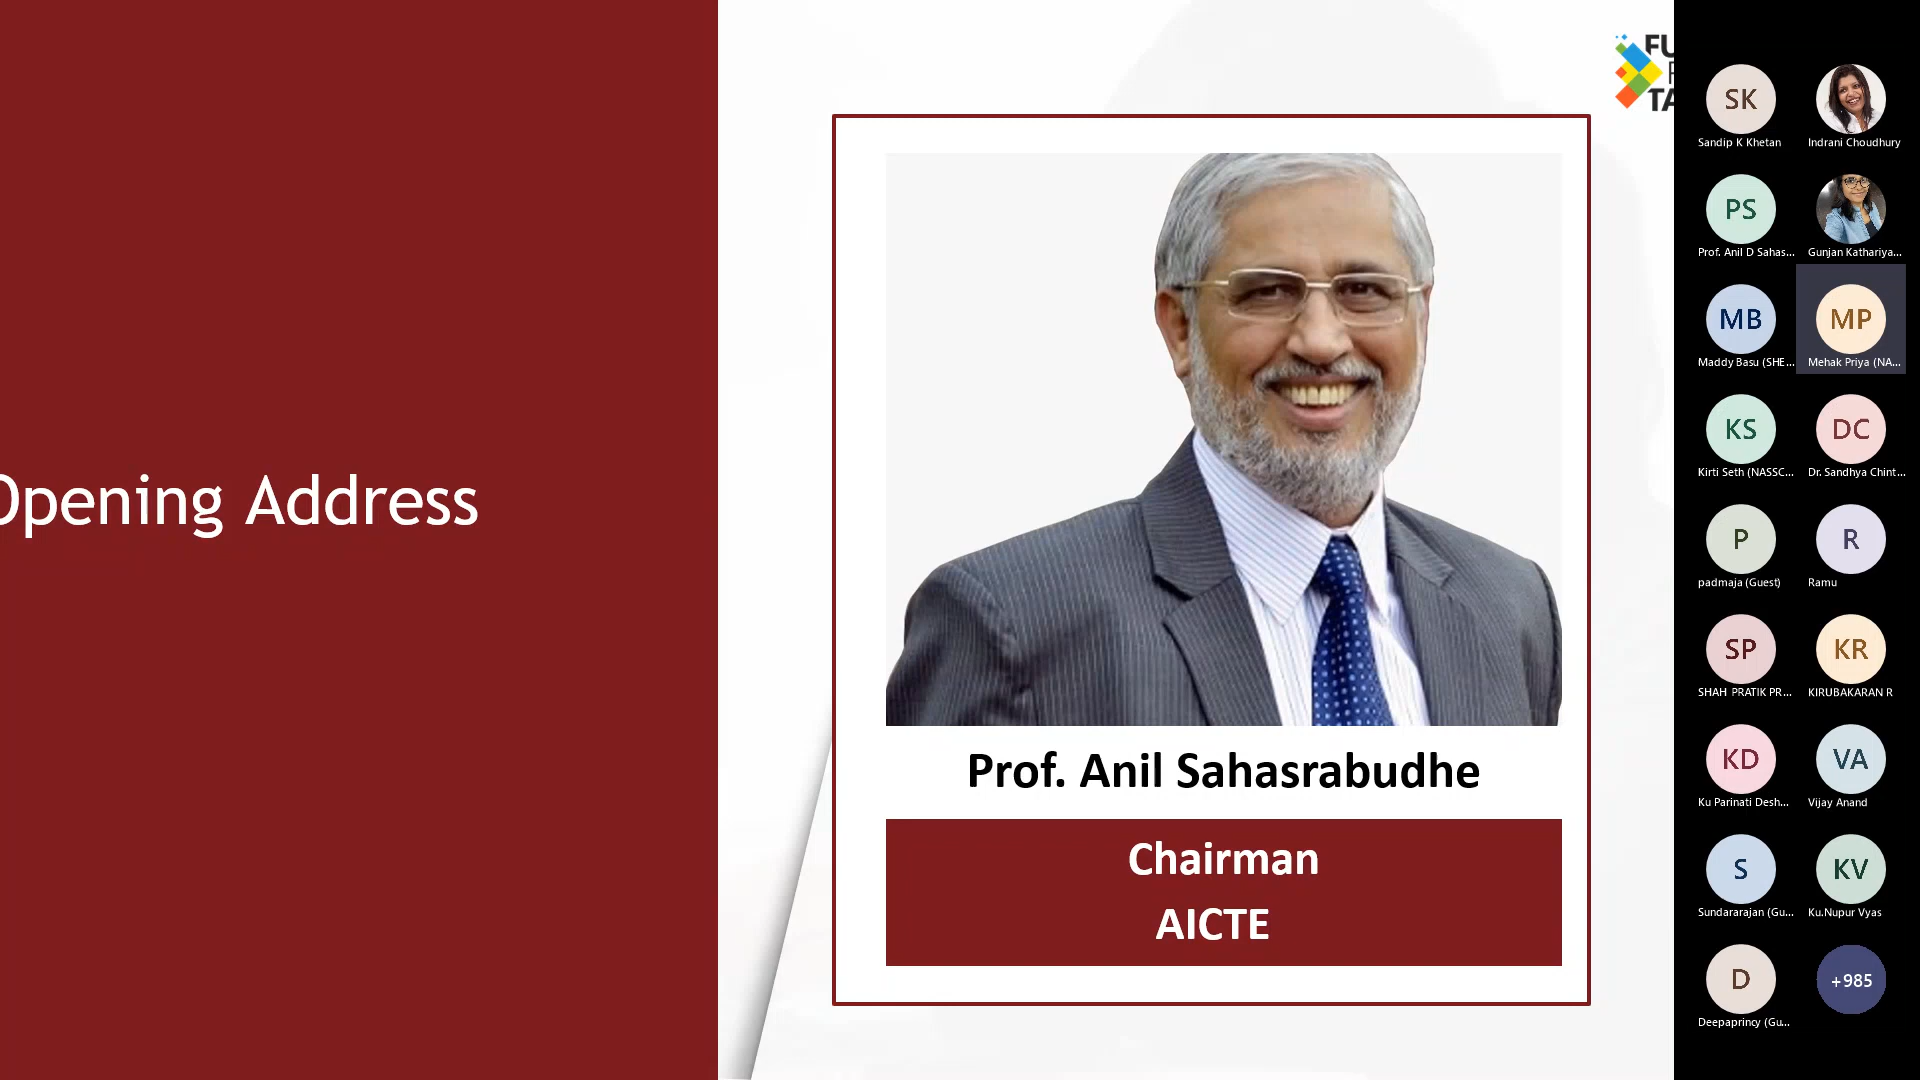 Opening Address
FU
TA
Prof. Anil Sahasrabudhe
Chairman
AICTE
SK
Sandip K Khetan
Indrani Choudhury
PS
Prof. Anil D Sahas...
Gunjan Kathariya...
MB
Maddy Basu (SHE...
MP
Mehak Priya (NA...
KS
Kirti Seth (NASSC...
DC
Dr. Sandhya Chint...
P
padmaja (Guest)
R
Ramu
SP
SHAH PRATIK PR...
KR
KIRUBAKARAN R
KD
Ku Parinati Desh...
VA
Vijay Anand
S
Sundararajan (Gu...
KV
Ku.Nupur Vyas
D
Deepaprincy (Gu...
+985